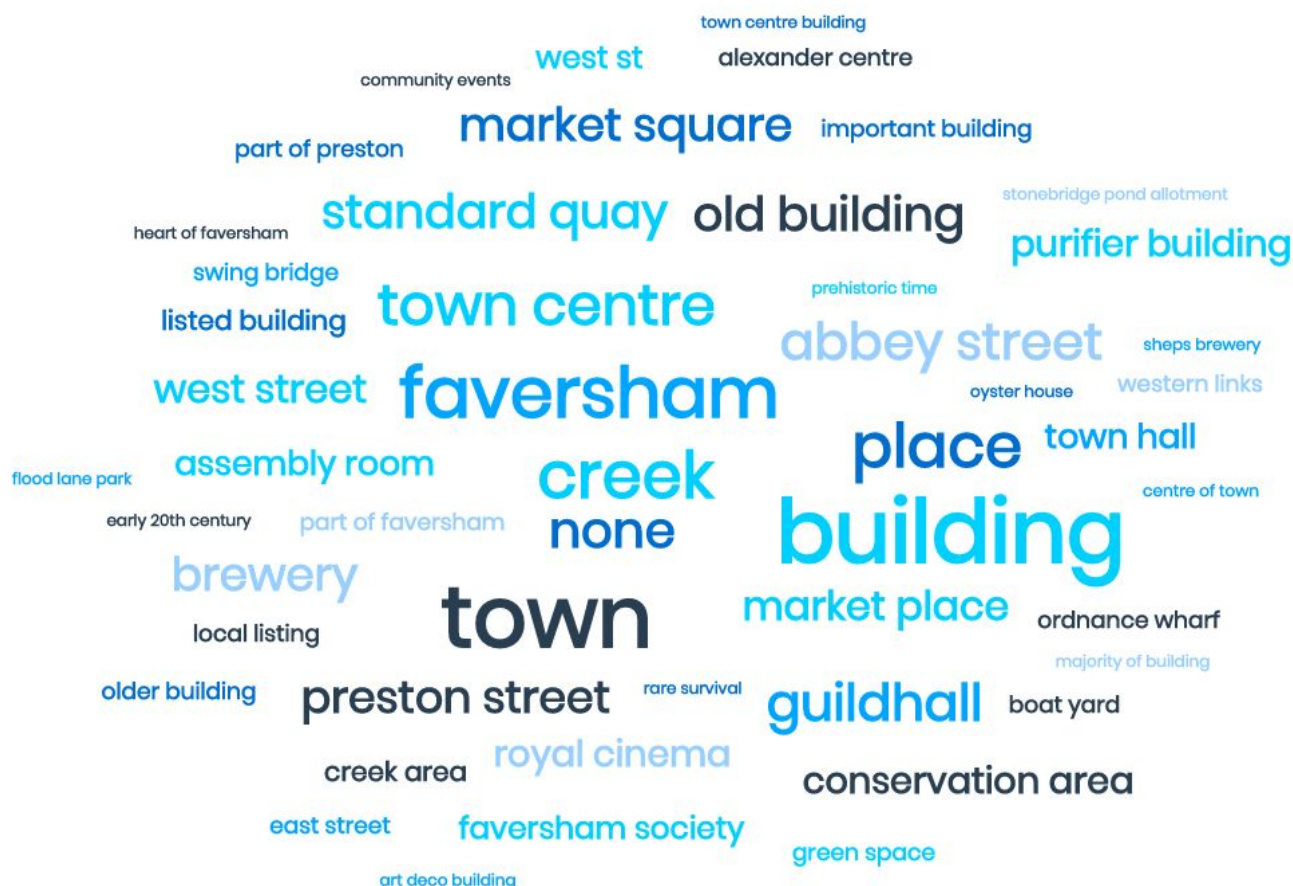 town centre building
west st
alexander centre
community events
market square
important building
part of preston
stonebridge pond allotment
standard quay
old building
heart of faversham
purifier building
swing bridge
prehistoric time
town centre
listed building
abbey street
sheps brewery
west street
faversham
oyster house
western links
place
town hall
assembly room
creek
flood lane park
centre of town
early 20th century
part of faversham
none
building
brewery
town
market place
local listing
ordnance wharf
majority of building
older building
preston street
rare survival
guildhall
boat yard
royal cinema
creek area
conservation area
east street
faversham society
green space
art deco building